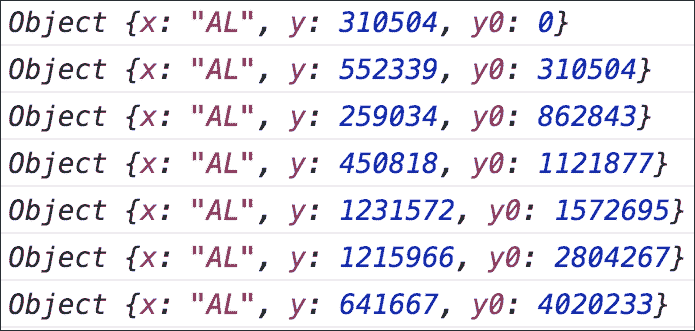 Object {x: "AL", y: 310504, y0: 0}
Object {x: "AL", y: 552339, y0: 310504}
Object {x: "AL", y: 259034, y0: 862843}
Object {x: "AL", y: 450818, y0: 1121877}
Object {x: "AL", y: 1231572, y0: 1572695}
Object {x: "AL", y: 1215966, y0: 2804267}
Object {x: "AL", y: 641667, y0: 4020233}